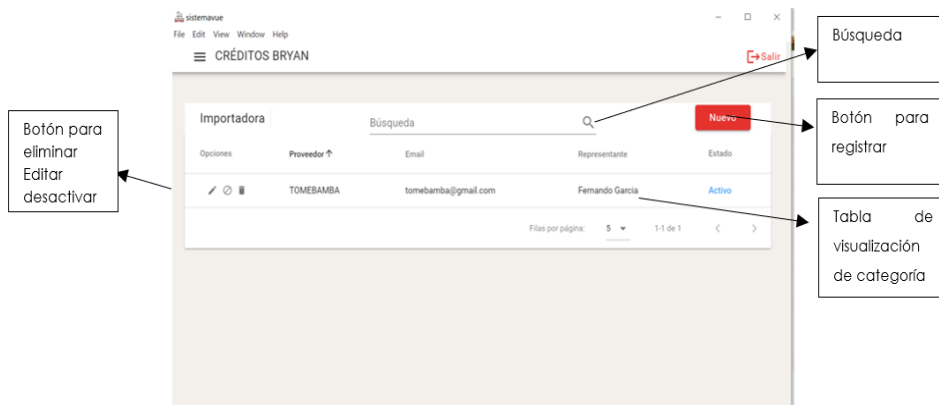 sistemavue
File Edit View Window Help
CRÉDITOS BRYAN
Salir
Importadora
Búsqueda
Nuevo
Opciones Proveedor Email Representante Estado
TOMEBAMBA tomebamba@gmail.com Fernando Garcia Activo
Filas por página: 5 1-1 de 1
Botón para
eliminar
Editar
desactivar
Búsqueda
Botón para
registrar
Tabla de
visualización
de categoría